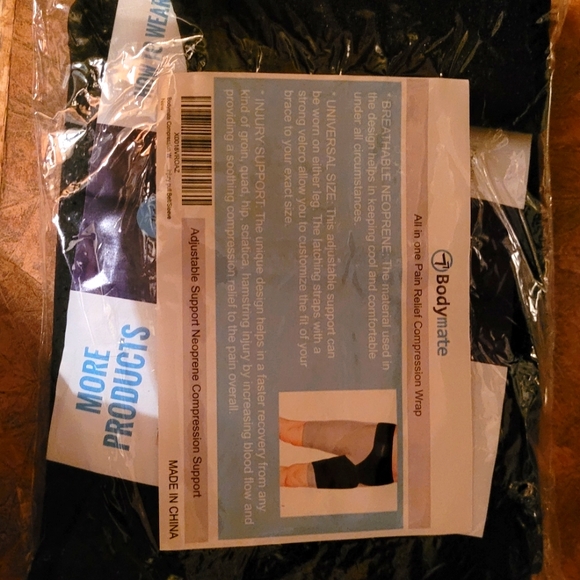 Bodymate
All in one Pain Relief Compression Wrap
* BREATHABLE NEOPRENE: The material used in
the design helps in keeping cool and comfortable
under all circumstances.
* UNIVERSAL SIZE: This adjustable support can
be worn on either leg. The latching straps with a
strong velcro allow you to customize the fit of your
brace to your exact size.
* INJURY SUPPORT: The unique design helps in a faster recovery from any
kind of groin, quad, hip, sciatica, hamstring injury by increasing blood flow and
providing a soothing compression relief to the pain overall.
Adjustable Support Neoprene Compression Support
MADE IN CHINA
HOW TO WEAR
MORE
PRODUCTS